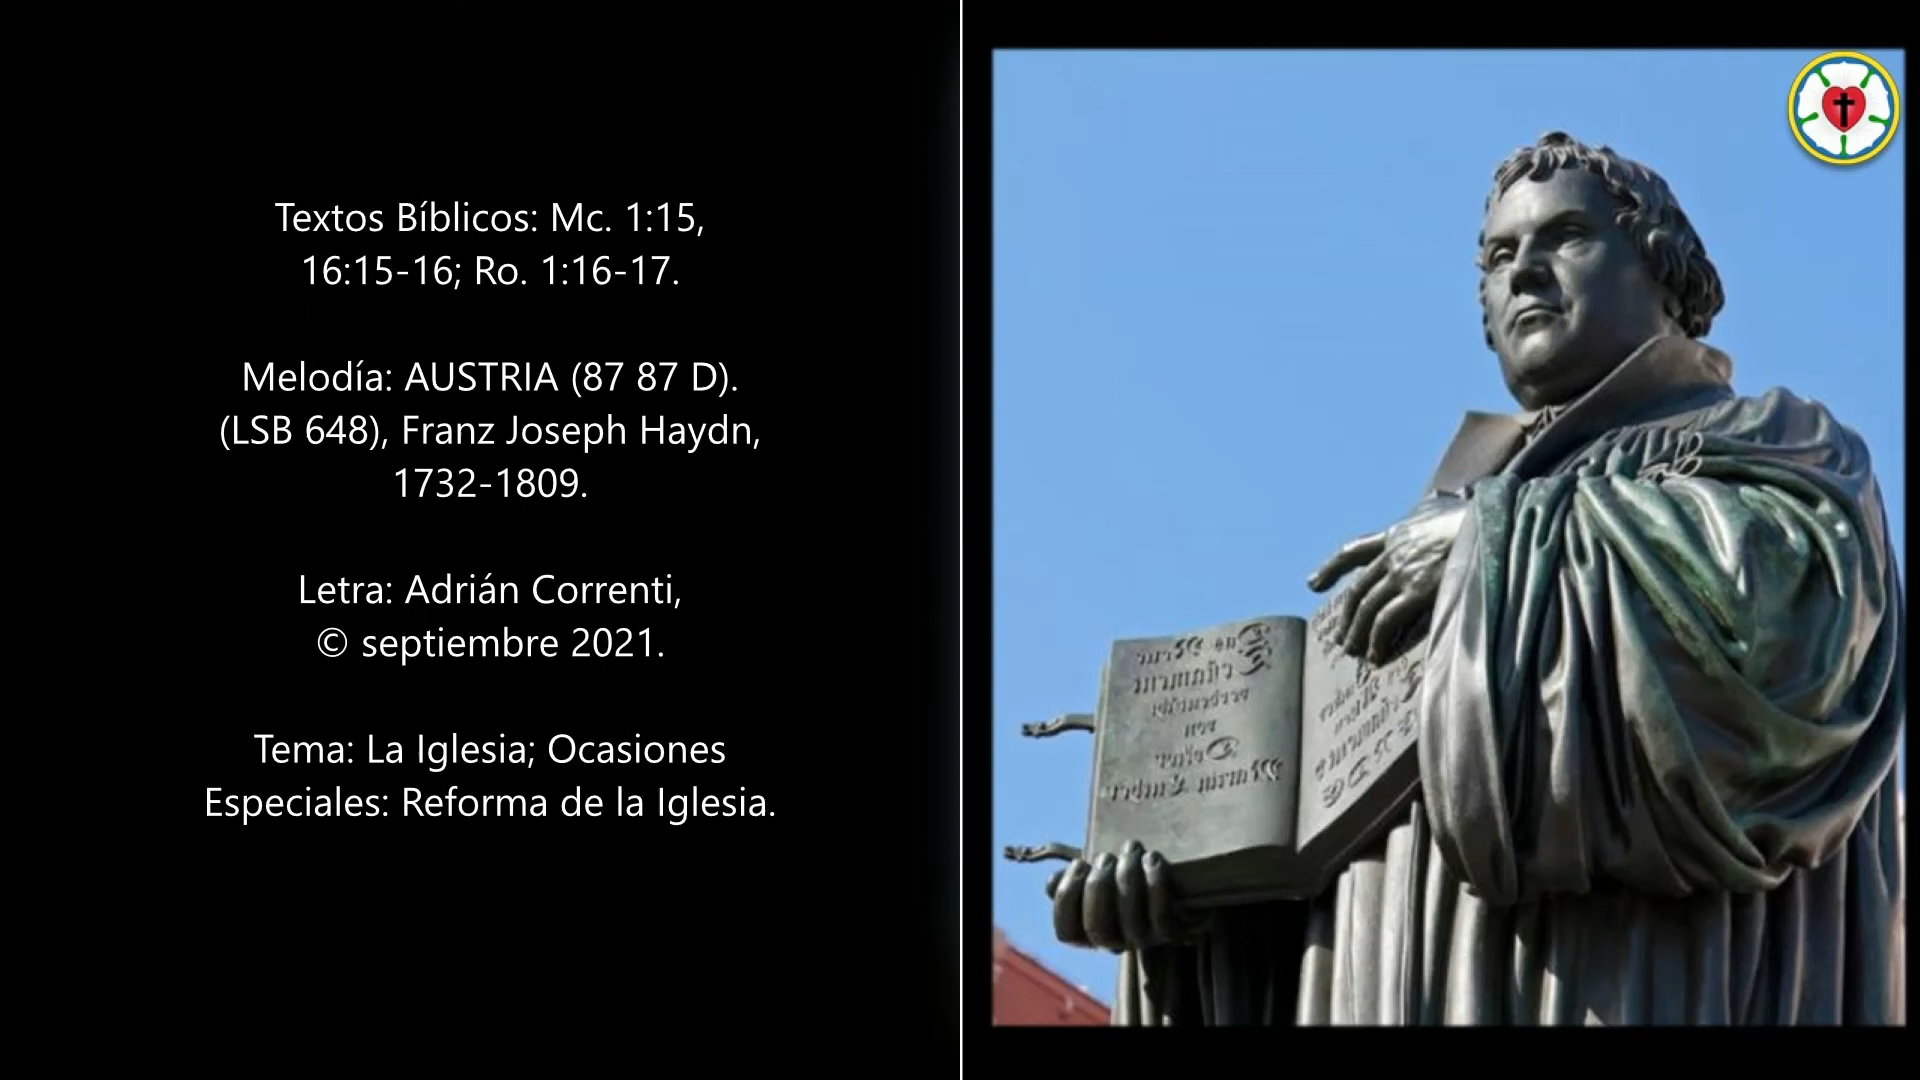 Textos Bíblicos: Mc. 1:15,
16:15-16; Ro. 1:16-17.
Melodía: AUSTRIA (87 87 D).
(LSB 648), Franz Joseph Haydn,
1732-1809.
Letra: Adrián Correnti,
© septiembre 2021.
Tema: La Iglesia; Ocasiones
Especiales: Reforma de la Iglesia.